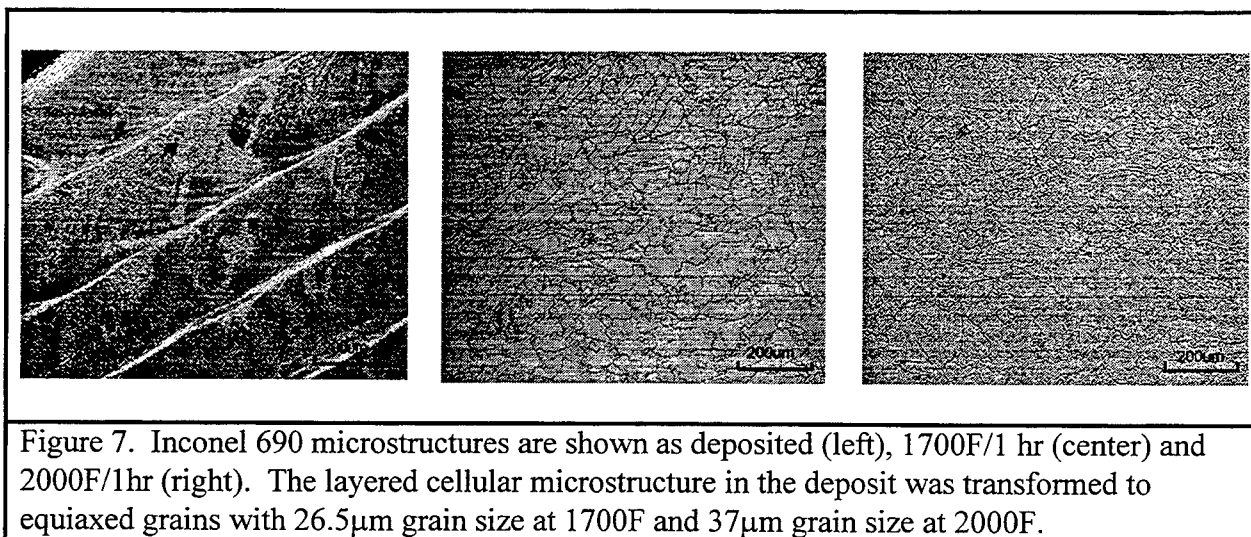 200um
200um
Figure 7. Inconel 690 microstructures are shown as deposited (left), 1700F/1 hr (center) and
2000F/1hr (right). The layered cellular microstructure in the deposit was transformed to
equiaxed grains with 26.5µm grain size at 1700F and 37µm grain size at 2000F.